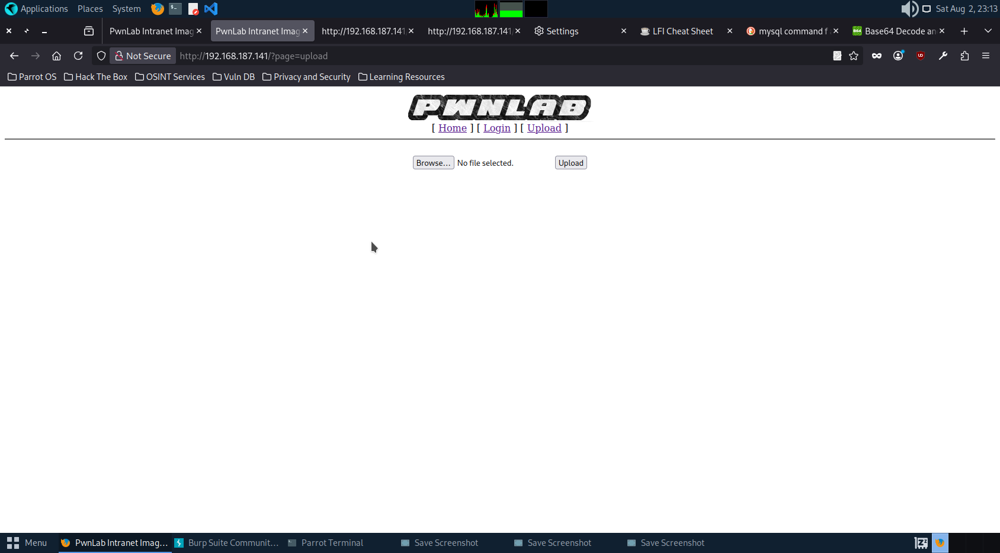 Applications Places System Sat Aug 2, 23:13
PwnLab Intranet Imag PwnLab Intranet Imag http://192.168.187.141 http://192.168.187.141/ Settings LFI Cheat Sheet mysql command f Base64 Decode an
Not Secure http://192.168.187.141/?page=upload
Parrot OS Hack The Box OSINT Services Vuln DB Privacy and Security Learning Resources
PWNLAB
[ Home ] [ Login ] [ Upload ]
Browse... No file selected. Upload
Menu PwnLab Intranet Imag... Burp Suite Communit... Parrot Terminal Save Screenshot Save Screenshot Save Screenshot